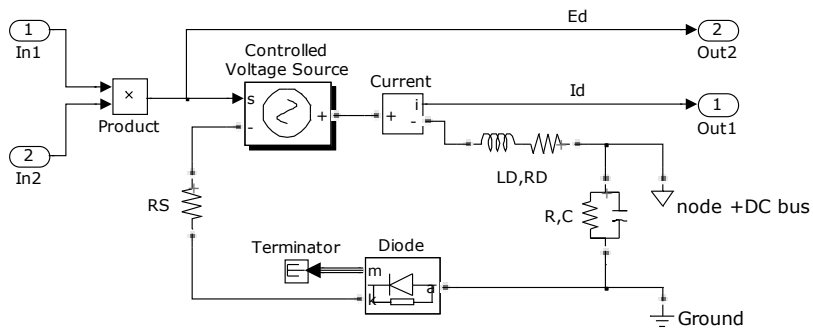 1
In1
2
In2
×
Product
Ed
2
Out2
Controlled
Voltage Source
s
-
+
Current
+
i
-
Id
1
Out1
LD,RD
R,C
node +DC bus
RS
Terminator
Diode
m
k
a
Ground